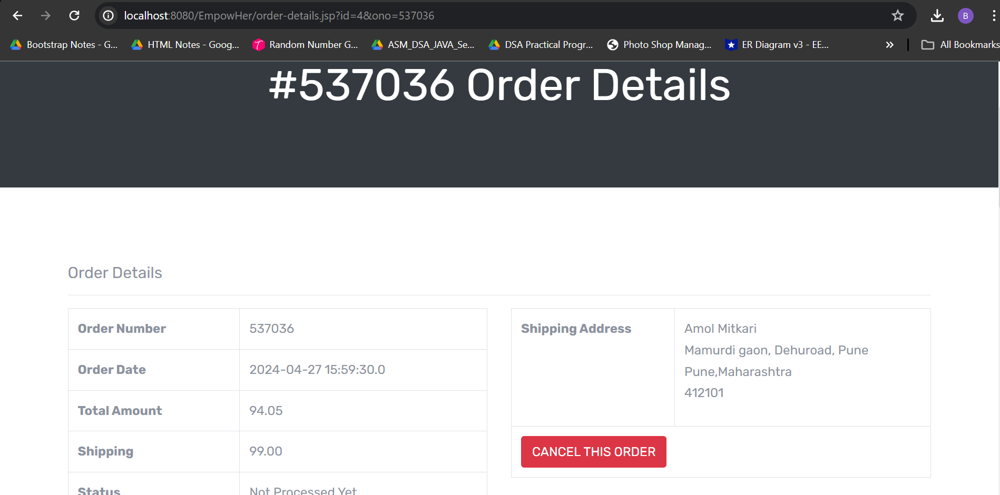 localhost:8080/EmpowHer/order-details.jsp?id=4&ono=537036
B
Bootstrap Notes - G... HTML Notes - Goog... Random Number G... ASM_DSA_JAVA_Se... DSA Practical Progr... Photo Shop Manag... ER Diagram v3 - EE... » All Bookmarks
#537036 Order Details
Order Details
Order Number 537036
Order Date 2024-04-27 15:59:30.0
Total Amount 94.05
Shipping 99.00
Status Not Processed Yet
Shipping Address Amol Mitkari
Mamurdi gaon, Dehuroad, Pune
Pune,Maharashtra
412101
CANCEL THIS ORDER